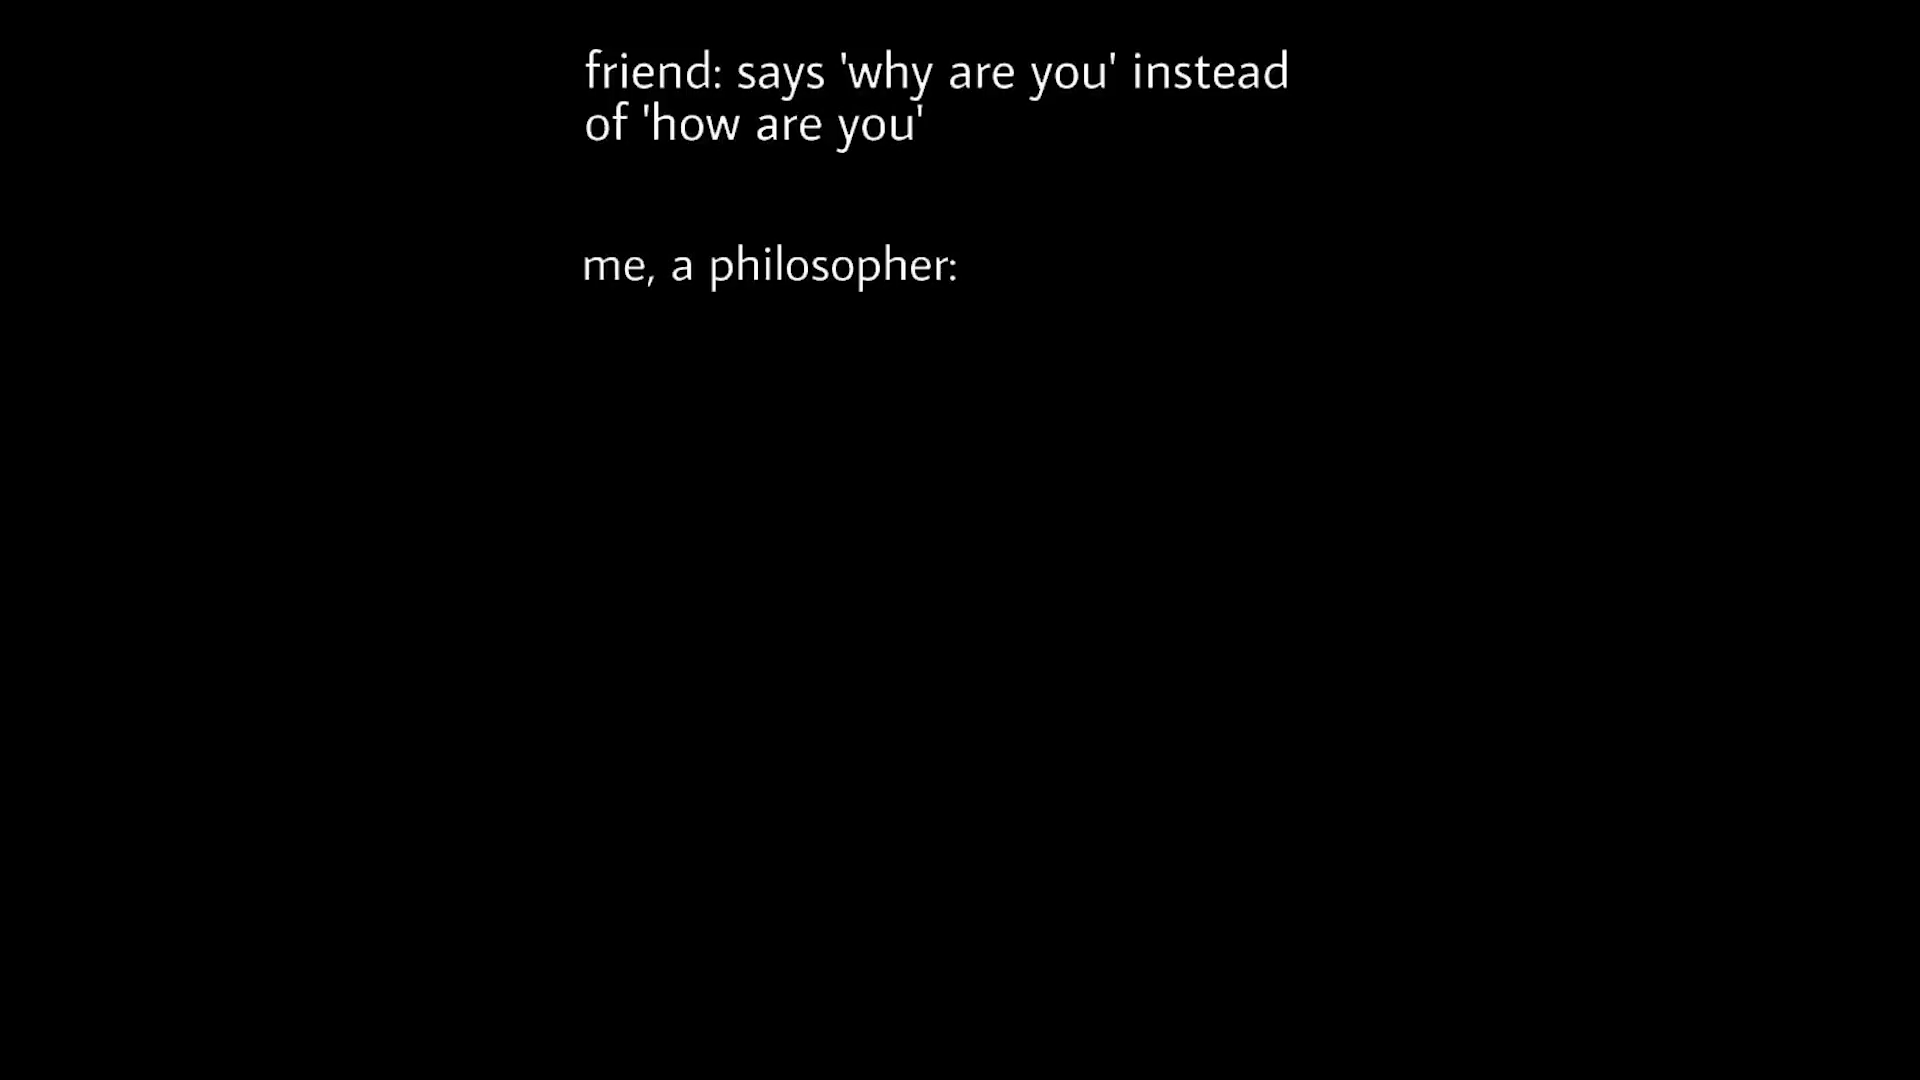 friend: says 'why are you' instead
of 'how are you'
me, a philosopher: